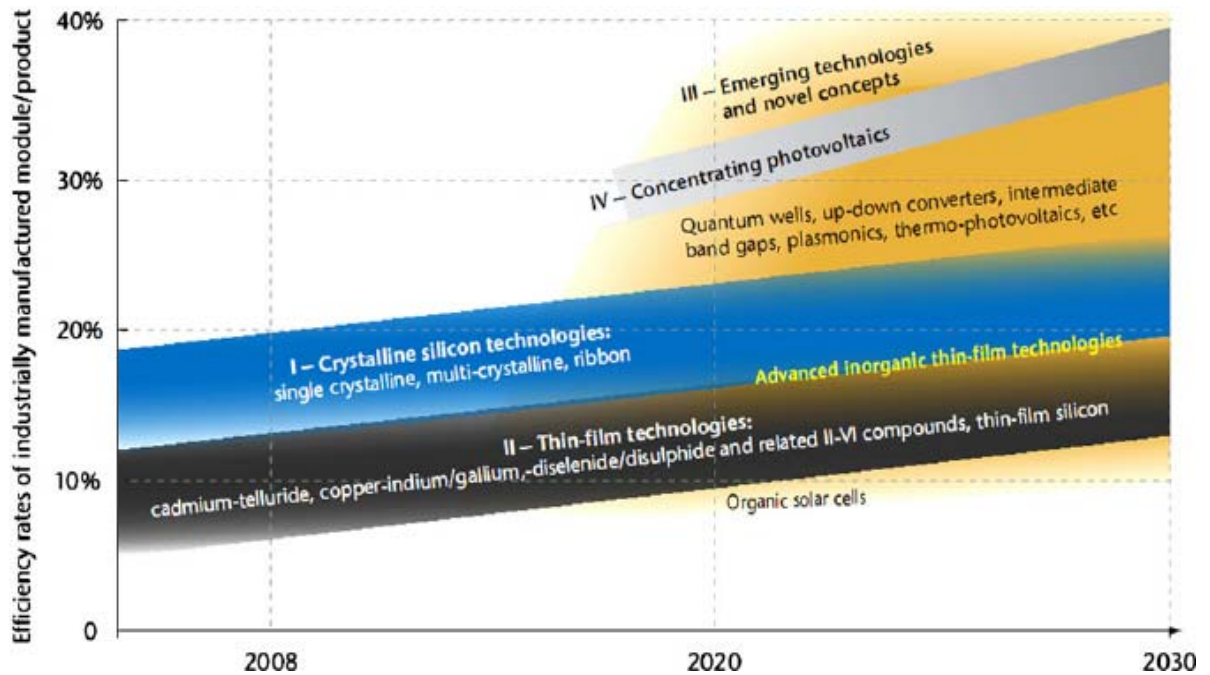 Efficiency rates of industrially manufactured module/product
40%
30%
20%
10%
0
III – Emerging technologies
and novel concepts
IV – Concentrating photovoltaics
Quantum wells, up-down converters, intermediate
band gaps, plasmonics, thermo-photovoltaics, etc
I – Crystalline silicon technologies:
single crystalline, multi-crystalline, ribbon
Advanced inorganic thin-film technologies
II – Thin-film technologies:
cadmium-telluride, copper-indium/gallium,-diselenide/disulphide and related II-VI compounds, thin-film silicon
Organic solar cells
2008
2020
2030